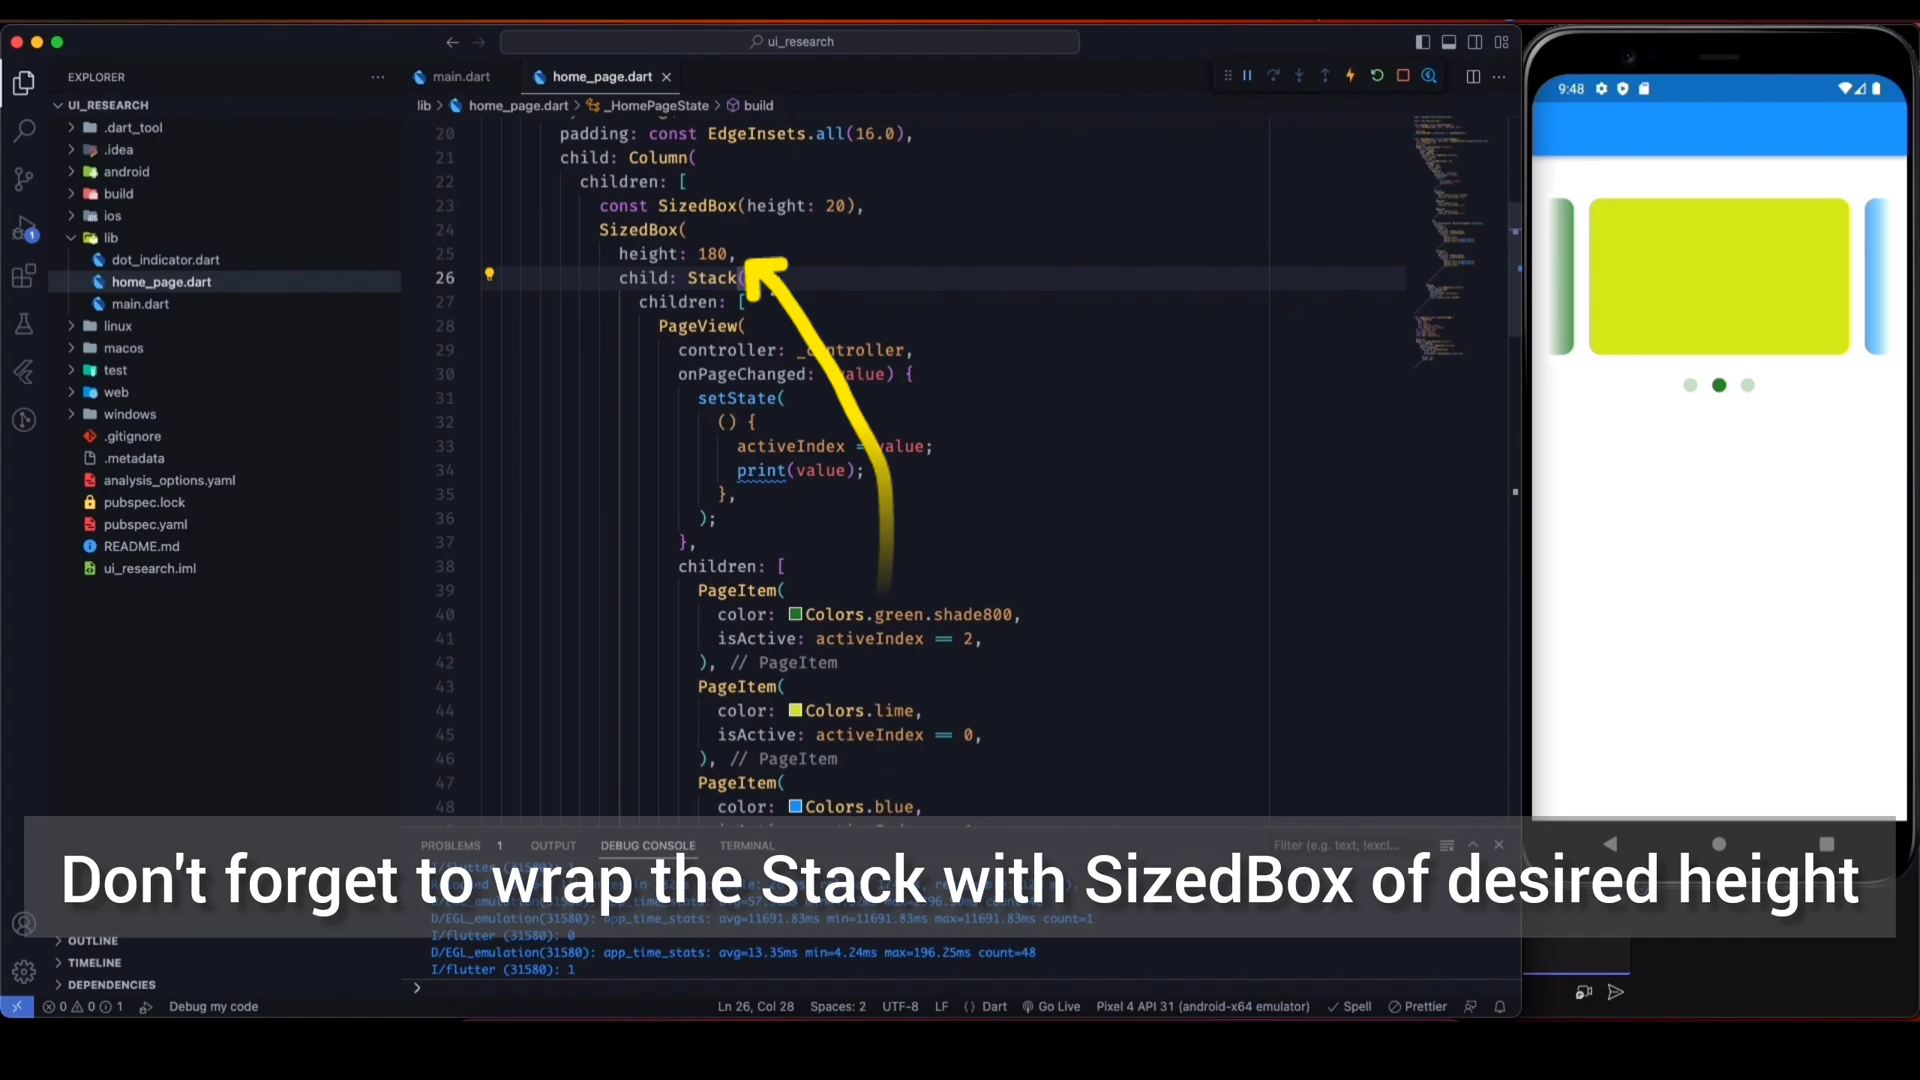 ui_research
EXPLORER
main.dart
home_page.dart
UI_RESEARCH
.dart_tool
.idea
android
build
ios
lib
dot_indicator.dart
home_page.dart
main.dart
linux
macos
test
web
windows
.gitignore
.metadata
analysis_options.yaml
pubspec.lock
pubspec.yaml
README.md
ui_research.iml
OUTLINE
TIMELINE
DEPENDENCIES
lib > home_page.dart > _HomePageState > build
20 padding: const EdgeInsets.all(16.0),
21 child: Column(
22 children: [
23 const SizedBox(height: 20),
24 SizedBox(
25 height: 180,
26 child: Stack(
27 children: [
28 PageView(
29 controller: _controller,
30 onPageChanged: value) {
31 setState(
32 () {
33 activeIndex = value;
34 print(value);
35 },
36 );
37 },
38 children: [
39 PageItem(
40 color: Colors.green.shade800,
41 isActive: activeIndex == 2,
42 ), // PageItem
43 PageItem(
44 color: Colors.lime,
45 isActive: activeIndex == 0,
46 ), // PageItem
47 PageItem(
48 color: Colors.blue,
PROBLEMS 1 OUTPUT DEBUG CONSOLE TERMINAL
Filter (e.g. text, !excl...
Don't forget to wrap the Stack with SizedBox of desired height
D/EGL_emulation(31580): app_time_stats: avg=11691.83ms min=11691.83ms max=11691.83ms count=1
I/flutter (31580): 0
D/EGL_emulation(31580): app_time_stats: avg=13.35ms min=4.24ms max=196.25ms count=48
I/flutter (31580): 1
0 0 1 Debug my code
Ln 26, Col 28 Spaces: 2 UTF-8 LF {} Dart Go Live Pixel 4 API 31 (android-x64 emulator) Spell Prettier
9:48
1